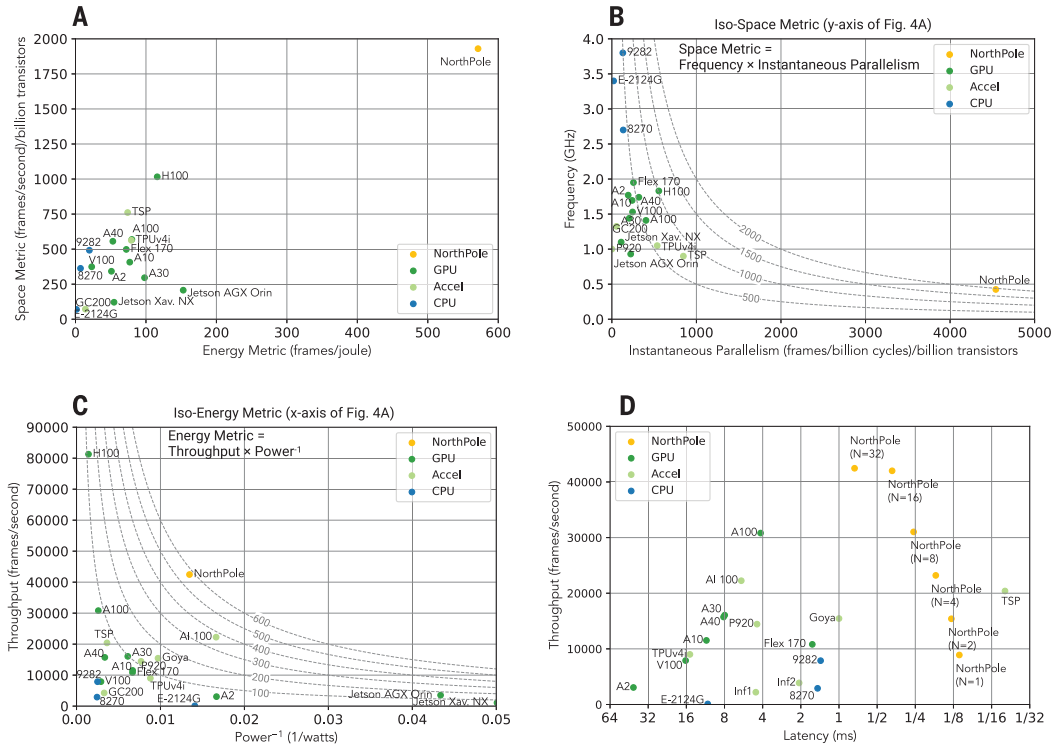 A
2000
1750
1500
1250
1000
750
500
250
0
0
100
200
300
400
500
600
Space Metric (frames/second)/billion transistors
Energy Metric (frames/joule)
NorthPole
H100
TSP
A100
A40
TPUv4i
Flex 170
9282
A10
V100
8270
A2
A30
Jetson AGX Orin
GC200
Jetson Xav. NX
E-2124G
NorthPole
GPU
Accel
CPU
B
Iso-Space Metric (y-axis of Fig. 4A)
Space Metric =
Frequency × Instantaneous Parallelism
NorthPole
GPU
Accel
CPU
4.0
3.5
3.0
2.5
2.0
1.5
1.0
0.5
0.0
0
1000
2000
3000
4000
5000
Frequency (GHz)
Instantaneous Parallelism (frames/billion cycles)/billion transistors
9282
E-2124G
8270
Flex 170
A2
H100
A10
A40
V100
A30
A100
GC200
Jetson Xav. NX
P920
TPUv4i
TSP
Jetson AGX Orin
NorthPole
2000
1500
1000
500
C
Iso-Energy Metric (x-axis of Fig. 4A)
Energy Metric =
Throughput × Power⁻¹
NorthPole
GPU
Accel
CPU
90000
80000
70000
60000
50000
40000
30000
20000
10000
0
0.00
0.01
0.02
0.03
0.04
0.05
Throughput (frames/second)
Power⁻¹ (1/watts)
H100
NorthPole
A100
TSP
AI 100
A40
A30
Goya
P920
A10
Flex 170
9282
V100
TPUv4i
GC200
8270
E-2124G
A2
Jetson AGX Orin
Jetson Xav. NX
600
500
400
300
200
100
D
NorthPole
GPU
Accel
CPU
50000
40000
30000
20000
10000
0
64
32
16
8
4
2
1
1/2
1/4
1/8
1/16
1/32
Throughput (frames/second)
Latency (ms)
NorthPole
(N=32)
NorthPole
(N=16)
NorthPole
(N=8)
NorthPole
(N=4)
NorthPole
(N=2)
NorthPole
(N=1)
A100
AI 100
TSP
A30
A40
P920
Goya
A10
Flex 170
TPUv4i
V100
9282
Inf2
A2
Inf1
8270
E-2124G